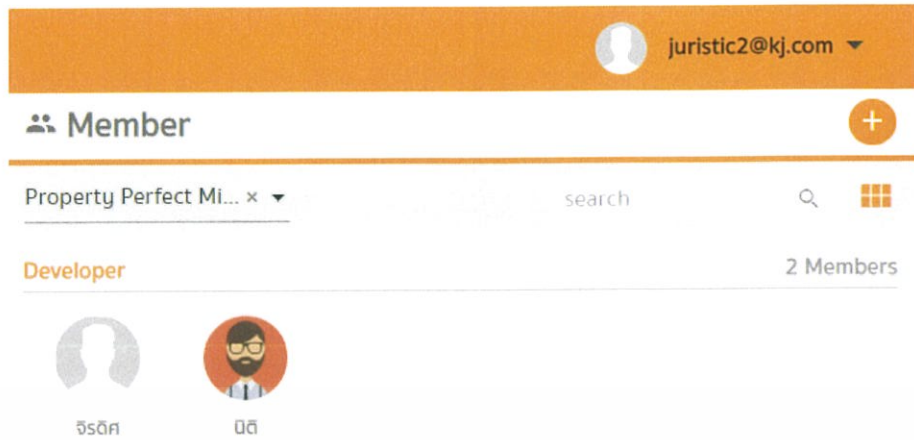 juristic2@kj.com
Member
Property Perfect Mi... ×
search
Developer
2 Members
จิรดิศ
นิติ